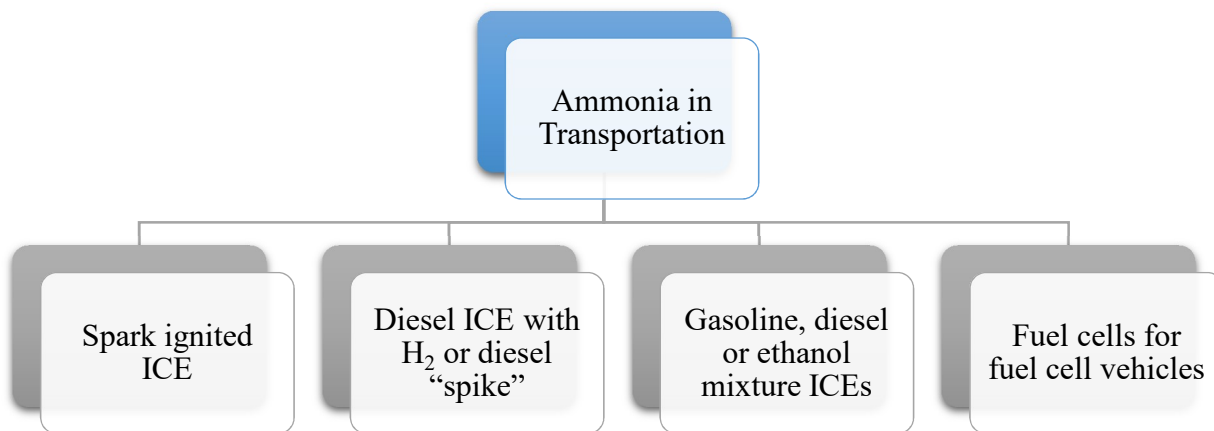 Ammonia in
Transportation
Spark ignited
ICE
Diesel ICE with
H₂ or diesel
“spike”
Gasoline, diesel
or ethanol
mixture ICEs
Fuel cells for
fuel cell vehicles